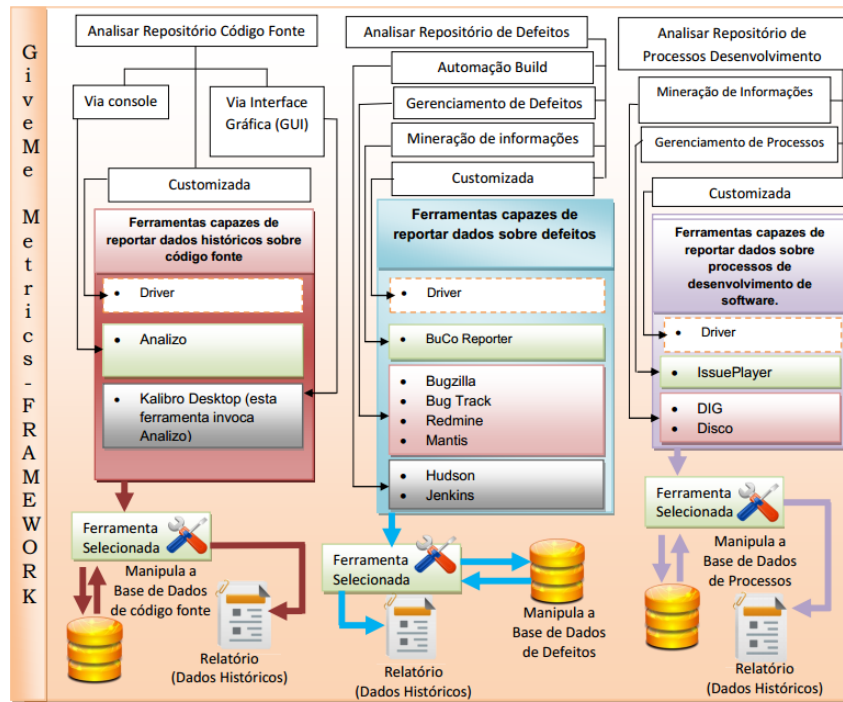 GiveMe Metrics-FRAMEWORK
Analisar Repositório Código Fonte
Via console
Via Interface
Gráfica (GUI)
Customizada
Ferramentas capazes de
reportar dados históricos sobre
código fonte
• Driver
• Analizo
• Kalibro Desktop (esta
ferramenta invoca
Analizo)
Ferramenta
Selecionada
Manipula a
Base de Dados
de código fonte
Relatório
(Dados Históricos)
Analisar Repositório de Defeitos
Automação Build
Gerenciamento de Defeitos
Mineração de informações
Customizada
Ferramentas capazes de
reportar dados sobre defeitos
• Driver
• BuCo Reporter
• Bugzilla
• Bug Track
• Redmine
• Mantis
• Hudson
• Jenkins
Ferramenta
Selecionada
Manipula a
Base de Dados
de Defeitos
Relatório
(Dados Históricos)
Analisar Repositório de
Processos Desenvolvimento
Mineração de Informações
Gerenciamento de Processos
Customizada
Ferramentas capazes de
reportar dados sobre
processos de
desenvolvimento de
software.
• Driver
• IssuePlayer
• DIG
• Disco
Ferramenta
Selecionada
Manipula a
Base de Dados
de Processos
Relatório
(Dados Históricos)